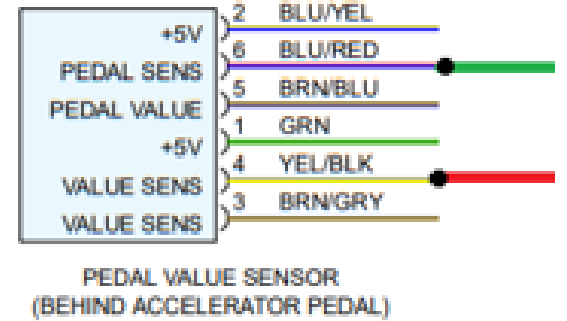 +5V 2 BLU/YEL
PEDAL SENS 6 BLU/RED
PEDAL VALUE 5 BRN/BLU
+5V 1 GRN
VALUE SENS 4 YEL/BLK
VALUE SENS 3 BRN/GRY
PEDAL VALUE SENSOR
(BEHIND ACCELERATOR PEDAL)